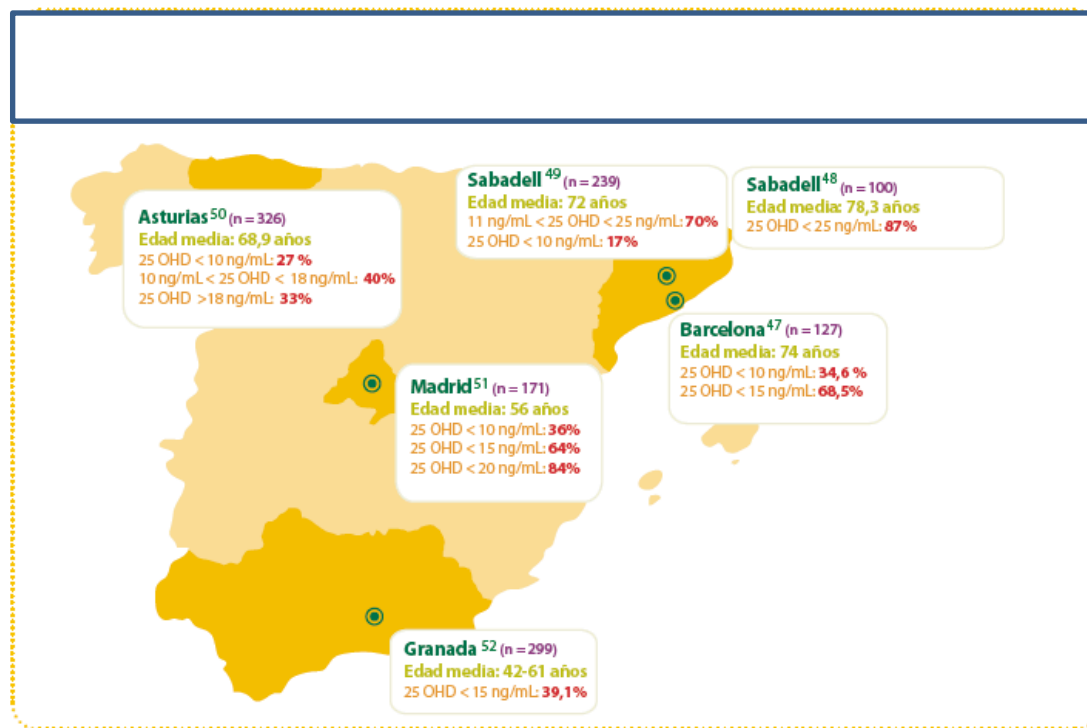 Asturias 50 (n = 326)
Edad media: 68,9 años
25 OHD < 10 ng/mL: 27 %
10 ng/mL < 25 OHD < 18 ng/mL: 40%
25 OHD >18 ng/mL: 33%
Sabadell 49 (n = 239)
Edad media: 72 años
11 ng/mL < 25 OHD < 25 ng/mL: 70%
25 OHD < 10 ng/mL: 17%
Sabadell 48 (n = 100)
Edad media: 78,3 años
25 OHD < 25 ng/mL: 87%
Barcelona 47 (n = 127)
Edad media: 74 años
25 OHD < 10 ng/mL: 34,6 %
25 OHD < 15 ng/mL: 68,5%
Madrid 51 (n = 171)
Edad media: 56 años
25 OHD < 10 ng/mL: 36%
25 OHD < 15 ng/mL: 64%
25 OHD < 20 ng/mL: 84%
Granada 52 (n = 299)
Edad media: 42-61 años
25 OHD < 15 ng/mL: 39,1%